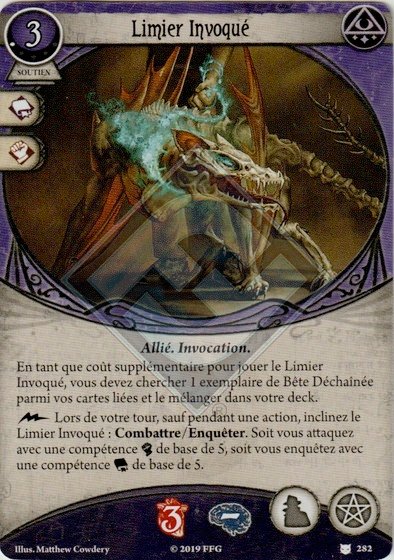 3
Limier Invoqué
SOUTIEN
Allié. Invocation.
En tant que coût supplémentaire pour jouer le Limier
Invoqué, vous devez chercher 1 exemplaire de Bête Déchaînée
parmi vos cartes liées et le mélanger dans votre deck.
Lors de votre tour, sauf pendant une action, inclinez le
Limier Invoqué : Combattre/Enquêter. Soit vous attaquez
avec une compétence de base de 5, soit vous enquêtez avec
une compétence de base de 5.
3
Illus. Matthew Cowdery
© 2019 FFG
282